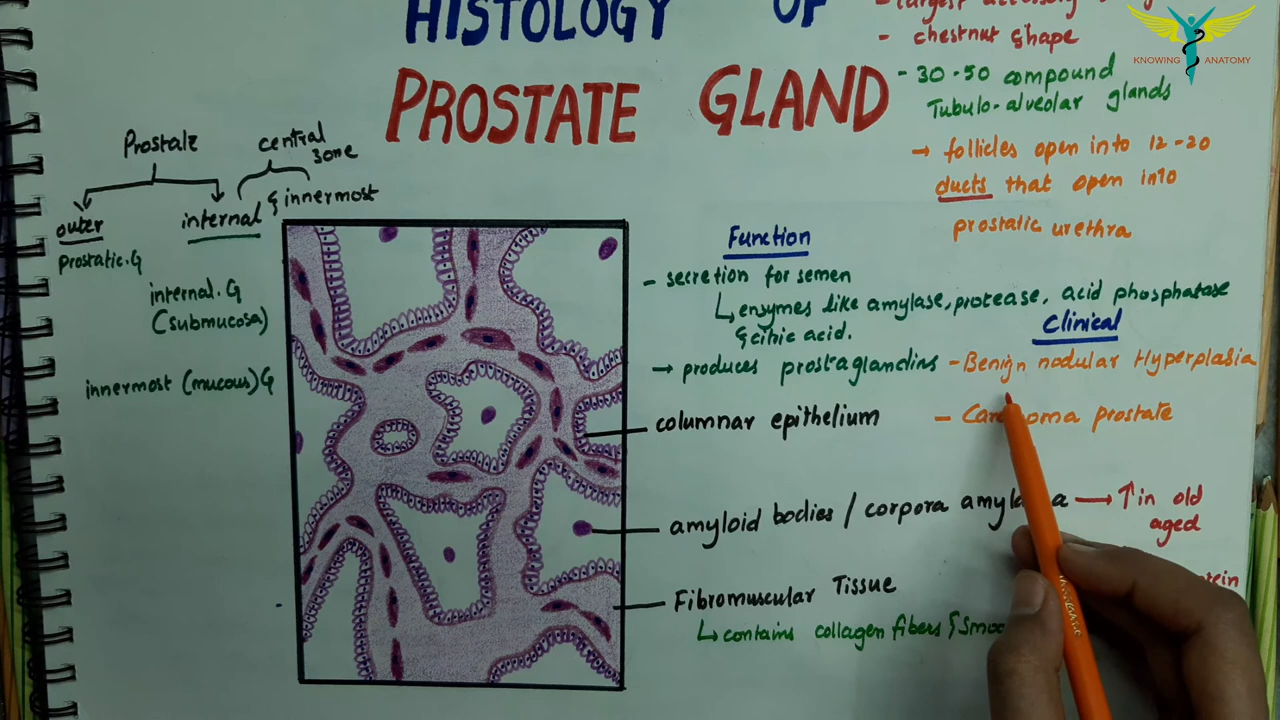 HISTOLOGY OF
PROSTATE GLAND
- largest accessory
- chestnut shape
- 30-50 compound
Tubulo-alveolar glands
→ follicles open into 12-20
ducts that open into
prostatic urethra
KNOWING ANATOMY
Prostate
outer
prostatic.G
internal
internal.G
(submucosa)
innermost (mucous)G
central
zone
& innermost
Function
- secretion for semen
↳ enzymes like amylase, protease, acid phosphatase
& citric acid.
→ produces prostaglandins
Clinical
- Benign nodular Hyperplasia
- Carcinoma prostate
columnar epithelium
amyloid bodies / corpora amylacea → ↑ in old
aged
Fibromuscular Tissue
↳ contains collagen fibers &